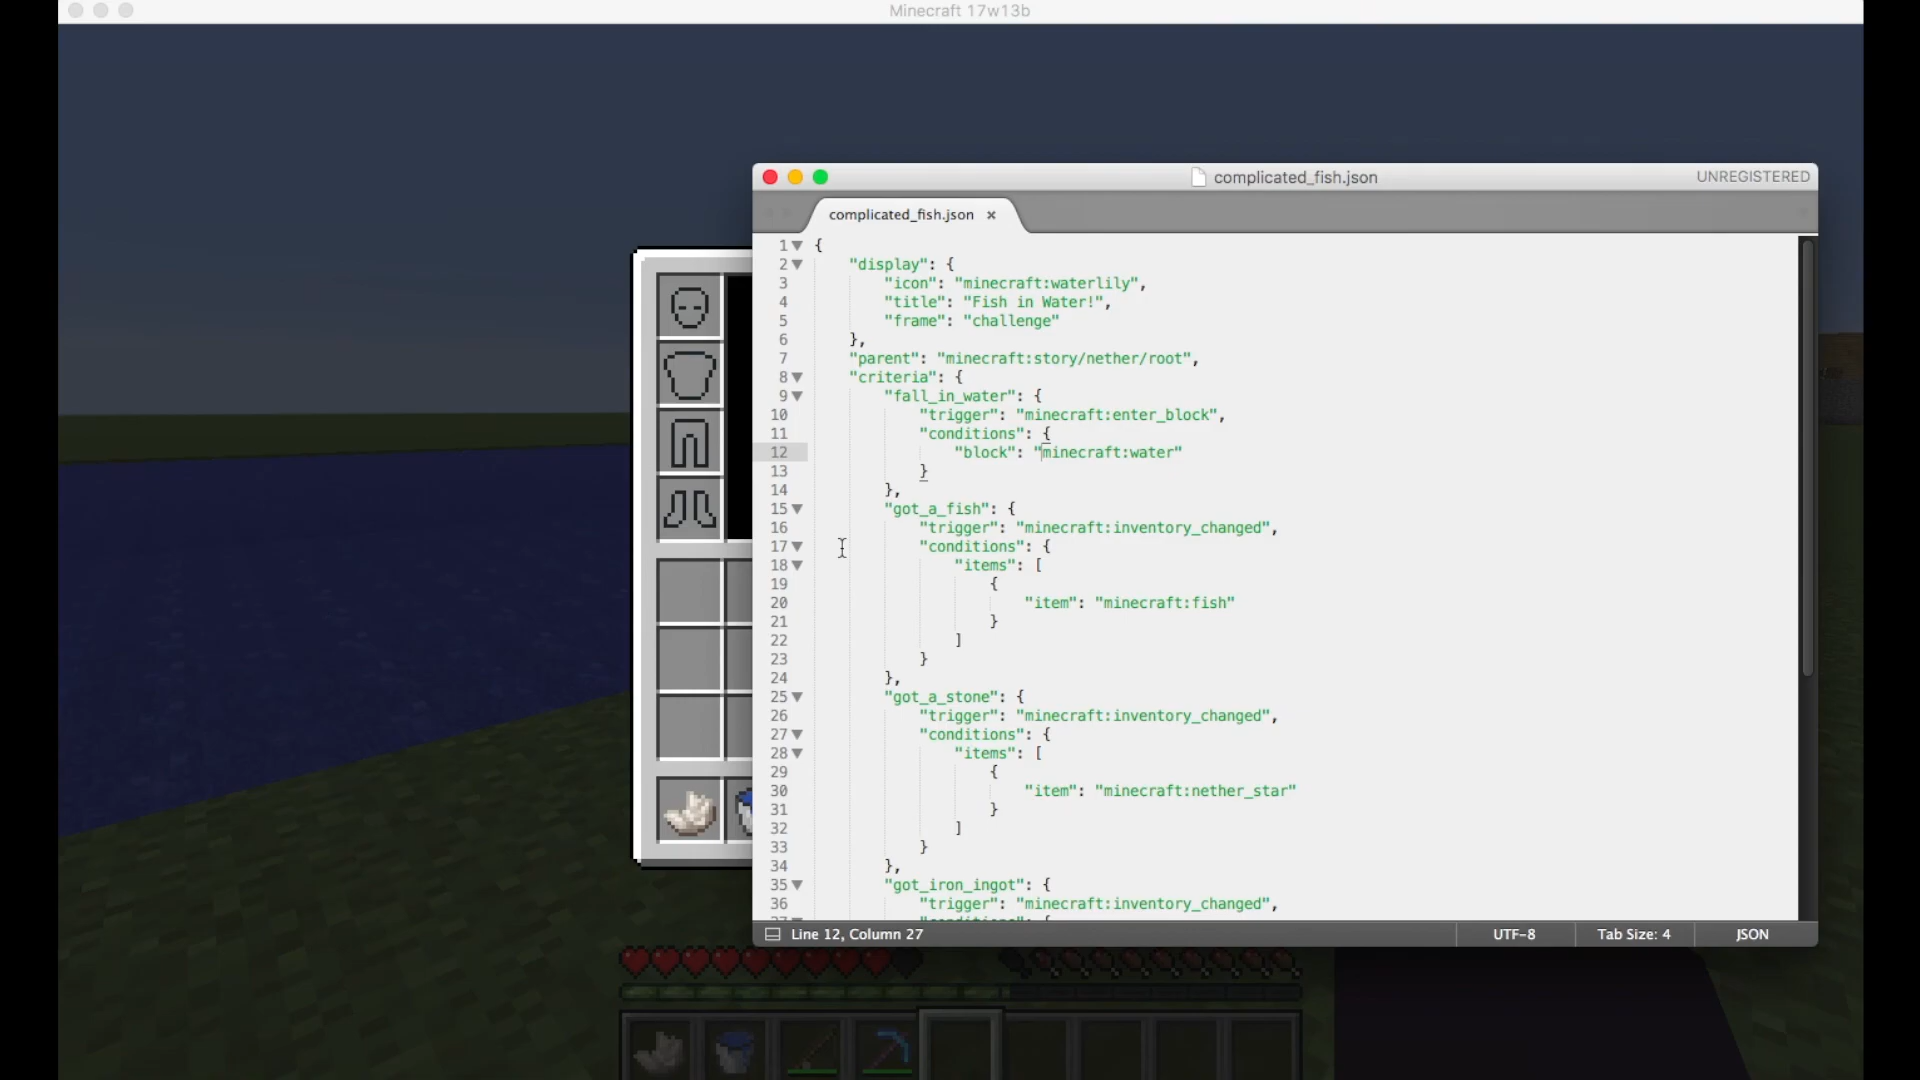 Minecraft 17w13b
complicated_fish.json
UNREGISTERED
complicated_fish.json ×
1 {
2 "display": {
3 "icon": "minecraft:waterlily",
4 "title": "Fish in Water!",
5 "frame": "challenge"
6 },
7 "parent": "minecraft:story/nether/root",
8 "criteria": {
9 "fall_in_water": {
10 "trigger": "minecraft:enter_block",
11 "conditions": {
12 "block": "minecraft:water"
13 }
14 },
15 "got_a_fish": {
16 "trigger": "minecraft:inventory_changed",
17 "conditions": {
18 "items": [
19 {
20 "item": "minecraft:fish"
21 }
22 ]
23 }
24 },
25 "got_a_stone": {
26 "trigger": "minecraft:inventory_changed",
27 "conditions": {
28 "items": [
29 {
30 "item": "minecraft:nether_star"
31 }
32 ]
33 }
34 },
35 "got_iron_ingot": {
36 "trigger": "minecraft:inventory_changed",
Line 12, Column 27
UTF-8
Tab Size: 4
JSON